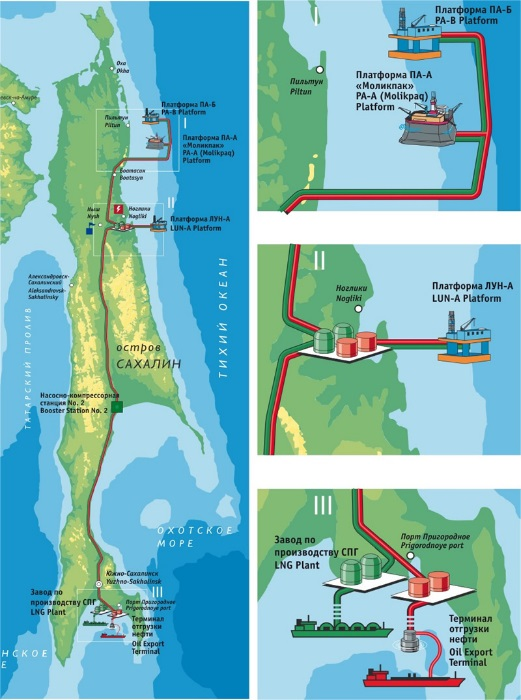 Оха
Okha
Платформа ПА-Б
PA-B Platform
Пильтун
Piltun
I
Платформа ПА-А
«Моликпак»
PA-A (Molikpaq)
Platform
Боатасин
Boatasyn
II
Ныш
Nysh
Ноглики
Nogliki
Платформа ЛУН-А
LUN-A Platform
Александровск-
Сахалинский
Aleksandrovsk-
Sakhalinsky
ТАТАРСКИЙ ПРОЛИВ
ТИХИЙ ОКЕАН
остров
САХАЛИН
Насосно-компрессорная
станция No. 2
Booster Station No. 2
ОХОТСКОЕ
МОРЕ
Южно-Сахалинск
Yuzhno-Sakhalinsk
III
Завод по
производству СПГ
LNG Plant
Порт Пригородное
Prigorodnoye port
Терминал
отгрузки
нефти
Oil Export
Terminal
НСКОЕ
Е
I
Платформа ПА-Б
PA-B Platform
Пильтун
Piltun
Платформа ПА-А
«Моликпак»
PA-A (Molikpaq)
Platform
II
Ноглики
Nogliki
Платформа ЛУН-А
LUN-A Platform
III
Завод по
производству СПГ
LNG Plant
Порт Пригородное
Prigorodnoye port
Терминал
отгрузки
нефти
Oil Export
Terminal